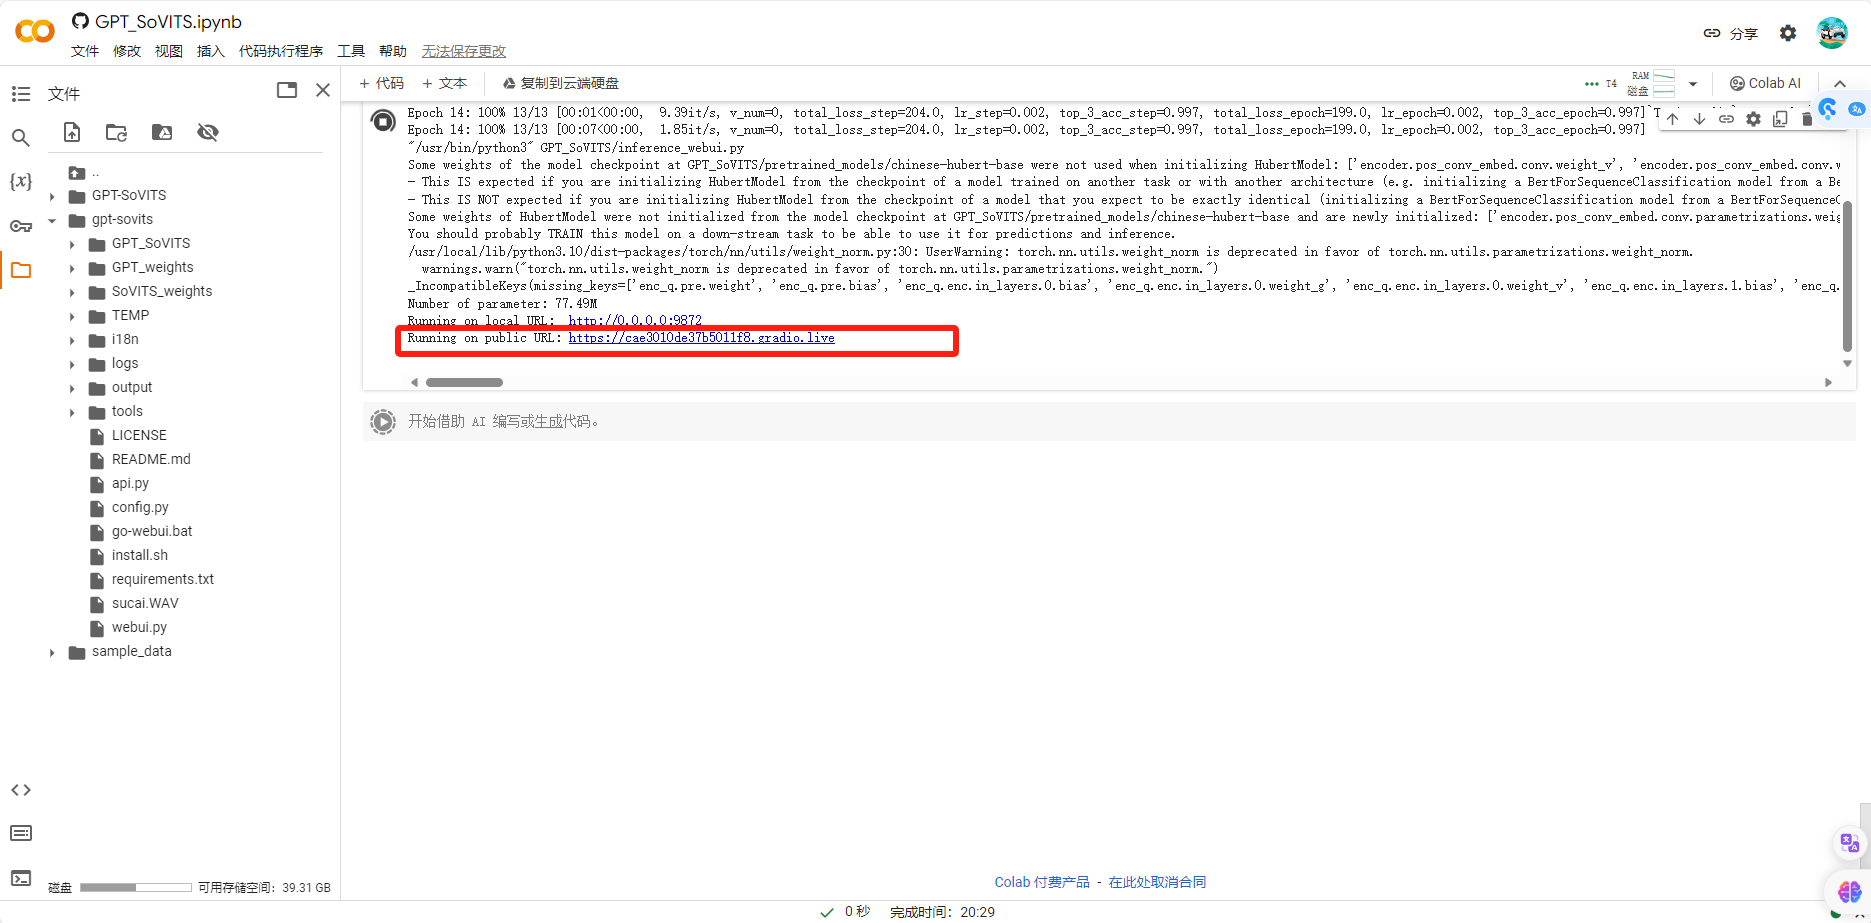 GPT_SoVITS.ipynb
文件 修改 视图 插入 代码执行程序 工具 帮助 无法保存更改
分享
文件
+ 代码 + 文本 复制到云端硬盘
T4 RAM 磁盘 Colab AI
..
GPT-SoVITS
gpt-sovits
GPT_SoVITS
GPT_weights
SoVITS_weights
TEMP
i18n
logs
output
tools
LICENSE
README.md
api.py
config.py
go-webui.bat
install.sh
requirements.txt
sucai.WAV
webui.py
sample_data
磁盘 可用存储空间：39.31 GB
Epoch 14: 100% 13/13 [00:01<00:00, 9.39it/s, v_num=0, total_loss_step=204.0, lr_step=0.002, top_3_acc_step=0.997, total_loss_epoch=199.0, lr_epoch=0.002, top_3_acc_epoch=0.997]
Epoch 14: 100% 13/13 [00:07<00:00, 1.85it/s, v_num=0, total_loss_step=204.0, lr_step=0.002, top_3_acc_step=0.997, total_loss_epoch=199.0, lr_epoch=0.002, top_3_acc_epoch=0.997]
"/usr/bin/python3" GPT_SoVITS/inference_webui.py
Some weights of the model checkpoint at GPT_SoVITS/pretrained_models/chinese-hubert-base were not used when initializing HubertModel: ['encoder.pos_conv_embed.conv.weight_v', 'encoder.pos_conv_embed.conv.w
- This IS expected if you are initializing HubertModel from the checkpoint of a model trained on another task or with another architecture (e.g. initializing a BertForSequenceClassification model from a Be
- This IS NOT expected if you are initializing HubertModel from the checkpoint of a model that you expect to be exactly identical (initializing a BertForSequenceClassification model from a BertForSequenceC
Some weights of HubertModel were not initialized from the model checkpoint at GPT_SoVITS/pretrained_models/chinese-hubert-base and are newly initialized: ['encoder.pos_conv_embed.conv.parametrizations.weig
You should probably TRAIN this model on a down-stream task to be able to use it for predictions and inference.
/usr/local/lib/python3.10/dist-packages/torch/nn/utils/weight_norm.py:30: UserWarning: torch.nn.utils.weight_norm is deprecated in favor of torch.nn.utils.parametrizations.weight_norm.
warnings.warn("torch.nn.utils.weight_norm is deprecated in favor of torch.nn.utils.parametrizations.weight_norm.")
_IncompatibleKeys(missing_keys=['enc_q.pre.weight', 'enc_q.pre.bias', 'enc_q.enc.in_layers.0.bias', 'enc_q.enc.in_layers.0.weight_g', 'enc_q.enc.in_layers.0.weight_v', 'enc_q.enc.in_layers.1.bias', 'enc_q.
Number of parameter: 77.49M
Running on local URL: http://0.0.0.0:9872
Running on public URL: https://cae3010de37b5011f8.gradio.live
开始借助 AI 编写或生成代码。
Colab 付费产品 - 在此处取消合同
0 秒 完成时间：20:29